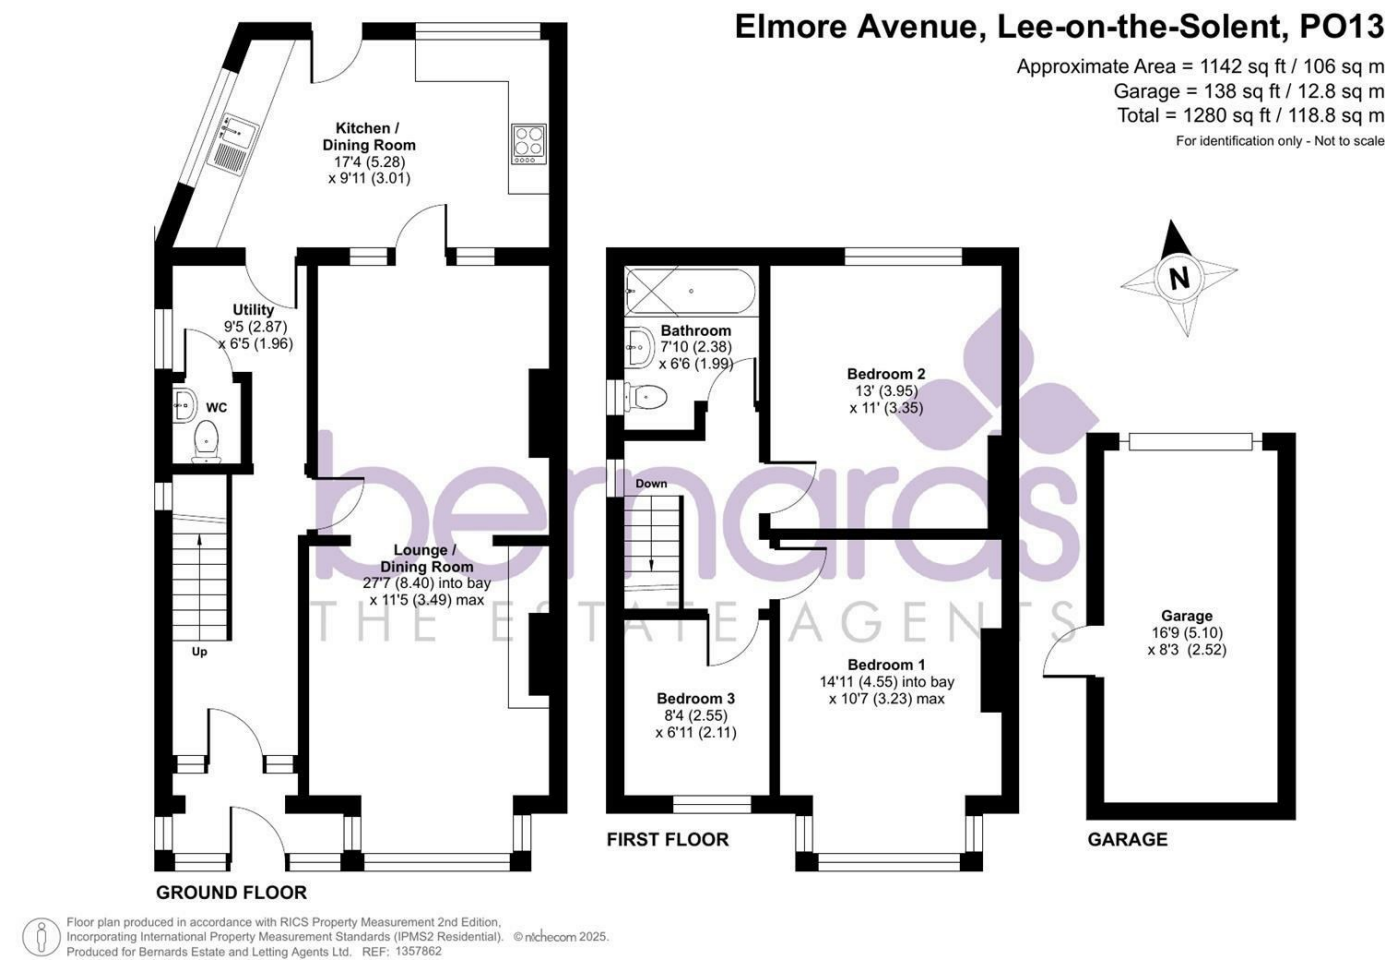 Elmore Avenue, Lee-on-the-Solent, PO13
Approximate Area = 1142 sq ft / 106 sq m
Garage = 138 sq ft / 12.8 sq m
Total = 1280 sq ft / 118.8 sq m
For identification only - Not to scale
Kitchen /
Dining Room
17'4 (5.28)
x 9'11 (3.01)
N
Utility
9'5 (2.87)
x 6'5 (1.96)
WC
Bathroom
7'10 (2.38)
x 6'6 (1.99)
Bedroom 2
13' (3.95)
x 11' (3.35)
Down
bernards
THE ESTATE AGENTS
Lounge /
Dining Room
27'7 (8.40) into bay
x 11'5 (3.49) max
Up
Bedroom 1
14'11 (4.55) into bay
x 10'7 (3.23) max
Bedroom 3
8'4 (2.55)
x 6'11 (2.11)
Garage
16'9 (5.10)
x 8'3 (2.52)
GROUND FLOOR
FIRST FLOOR
GARAGE
Floor plan produced in accordance with RICS Property Measurement 2nd Edition,
Incorporating International Property Measurement Standards (IPMS2 Residential). © nichecom 2025.
Produced for Bernards Estate and Letting Agents Ltd. REF: 1357862